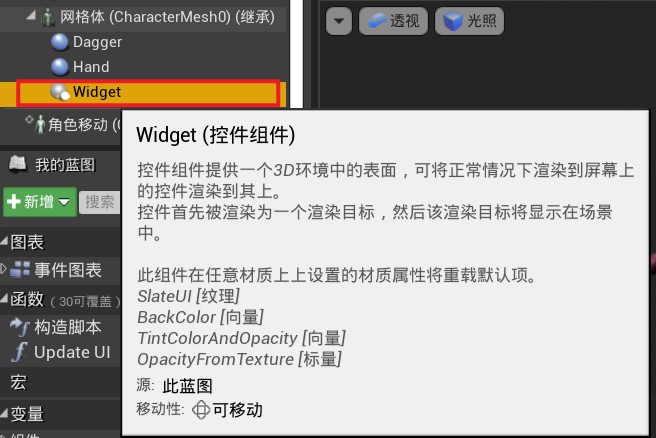 网格体 (CharacterMesh0) (继承)
透视
光照
Dagger
Hand
Widget
角色移动 (C
Widget (控件组件)
我的蓝图
控件组件提供一个3D环境中的表面，可将正常情况下渲染到屏幕上
的控件渲染到其上。
新增
搜索
控件首先被渲染为一个渲染目标，然后该渲染目标将显示在场景
中。
图表
事件图表
此组件在任意材质上上设置的材质属性将重载默认项。
函数 (30可覆盖)
SlateUI [纹理]
BackColor [向量]
构造脚本
TintColorAndOpacity [向量]
Update UI
OpacityFromTexture [标量]
宏
源: 此蓝图
移动性: 可移动
变量